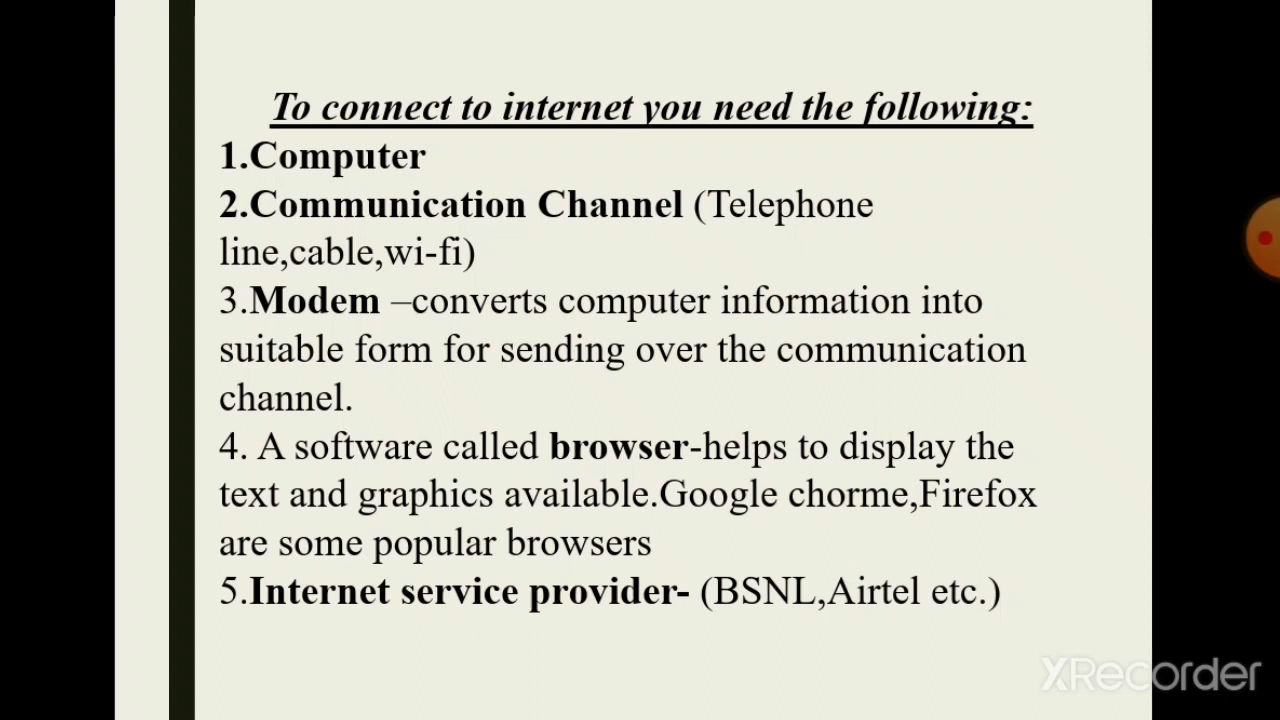 To connect to internet you need the following:
1.Computer
2.Communication Channel (Telephone
line,cable,wi-fi)
3.Modem –converts computer information into
suitable form for sending over the communication
channel.
4. A software called browser-helps to display the
text and graphics available.Google chorme,Firefox
are some popular browsers
5.Internet service provider- (BSNL,Airtel etc.)
XRecorder